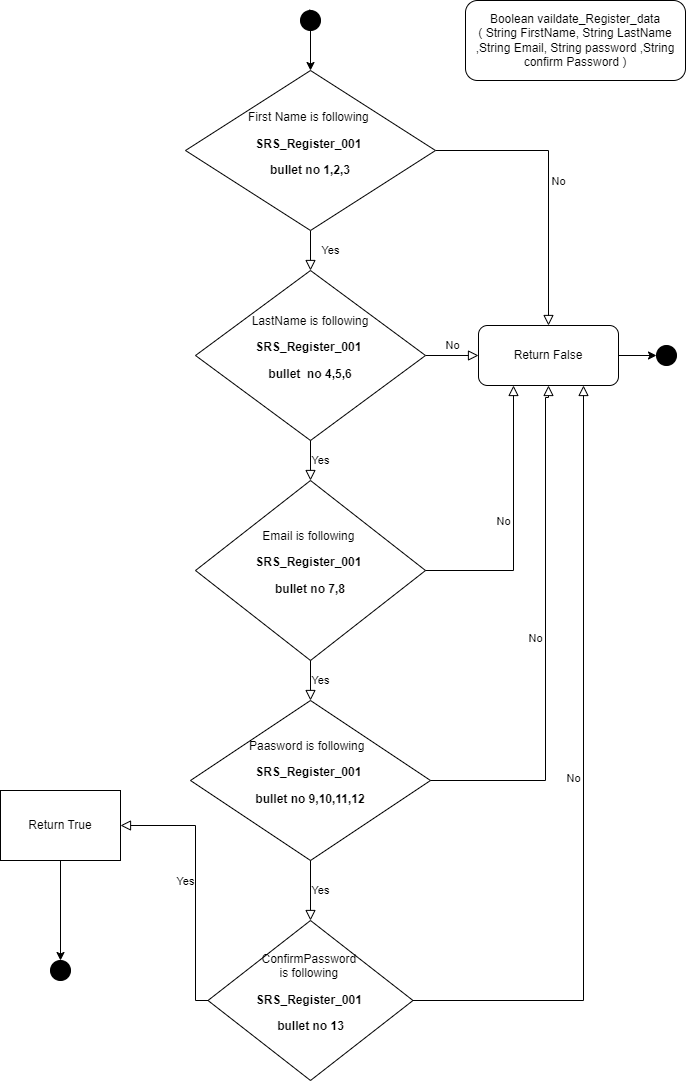 Boolean vaildate_Register_data
( String FirstName, String LastName
,String Email, String password ,String
confirm Password )
First Name is following
SRS_Register_001
bullet no 1,2,3
No
Yes
LastName is following
SRS_Register_001
bullet  no 4,5,6
No
Return False
Yes
Email is following
SRS_Register_001
bullet no 7,8
No
Yes
No
Paasword is following
SRS_Register_001
bullet no 9,10,11,12
No
Return True
Yes
Yes
ConfirmPassword
is following
SRS_Register_001
bullet no 13